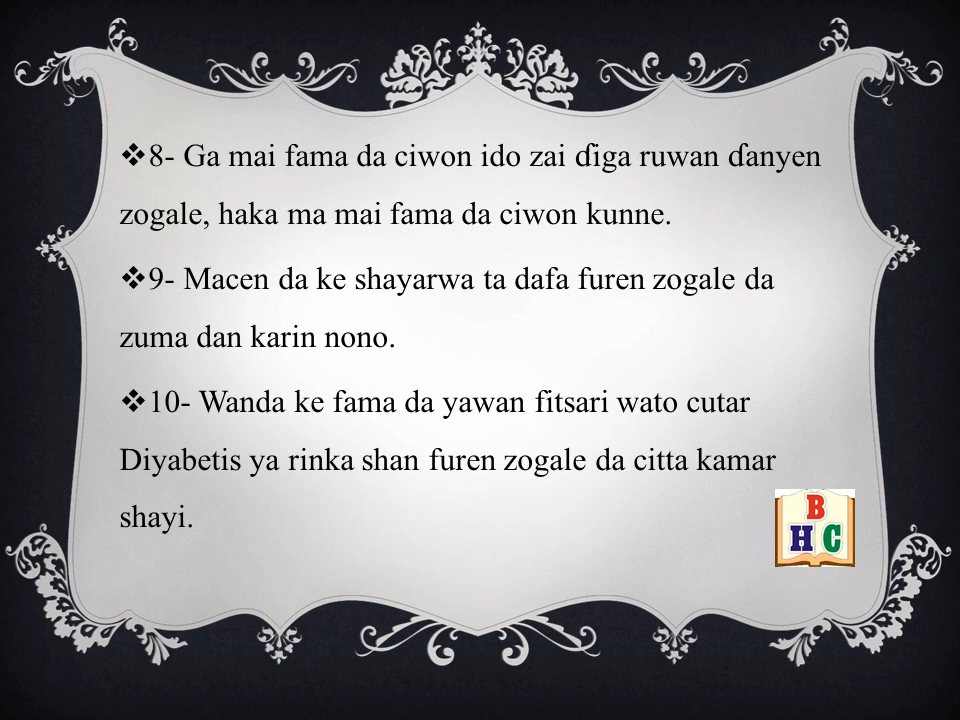 ❖8- Ga mai fama da ciwon ido zai ɗiga ruwan ɗanyen
zogale, haka ma mai fama da ciwon kunne.
❖9- Macen da ke shayarwa ta dafa furen zogale da
zuma dan karin nono.
❖10- Wanda ke fama da yawan fitsari wato cutar
Diyabetis ya rinka shan furen zogale da citta kamar
shayi.
B
H C